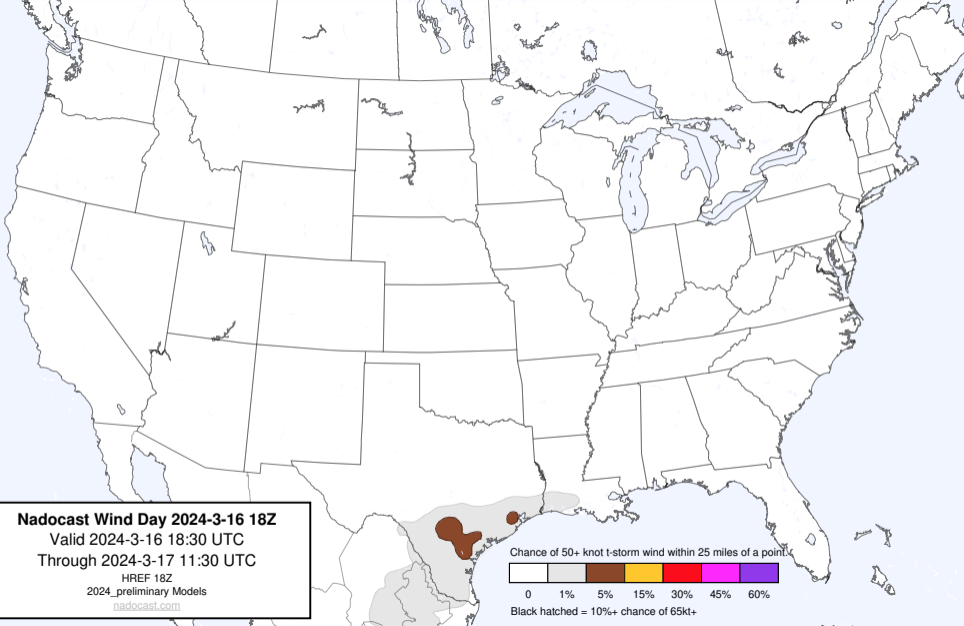 Nadocast Wind Day 2024-3-16 18Z
Valid 2024-3-16 18:30 UTC
Through 2024-3-17 11:30 UTC
HREF 18Z
2024_preliminary Models
nadocast.com
Chance of 50+ knot t-storm wind within 25 miles of a point.
0 1% 5% 15% 30% 45% 60%
Black hatched = 10%+ chance of 65kt+